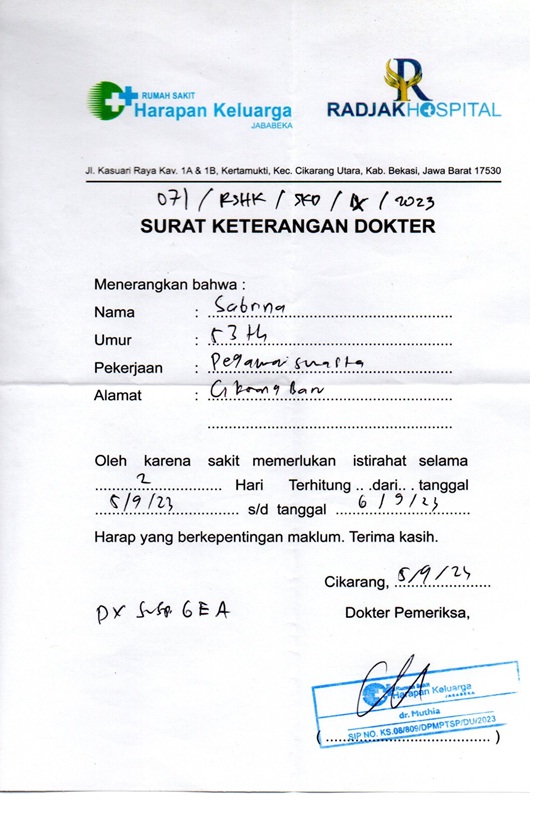 RUMAH SAKIT
Harapan Keluarga
JABABEKA
RADJAK HOSPITAL
Jl. Kasuari Raya Kav. 1A & 1B, Kertamukti, Kec. Cikarang Utara, Kab. Bekasi, Jawa Barat 17530
071 / RSHK / SKD / IX / 2023
SURAT KETERANGAN DOKTER
Menerangkan bahwa :
Nama : Sabrina
Umur : 53 th
Pekerjaan : Pegawai swasta
Alamat : Cikarang Baru
Oleh karena sakit memerlukan istirahat selama
2 Hari Terhitung .. .dari.. . tanggal
5/9/23 s/d tanggal 6/9/23
Harap yang berkepentingan maklum. Terima kasih.
Cikarang, 5/9/23
DX Susp GEA
Dokter Pemeriksa,
Rumah Sakit
Harapan Keluarga
JABABEKA
dr. Muthia
SIP NO. KS.08/809/DPMPTSP/DU/2023